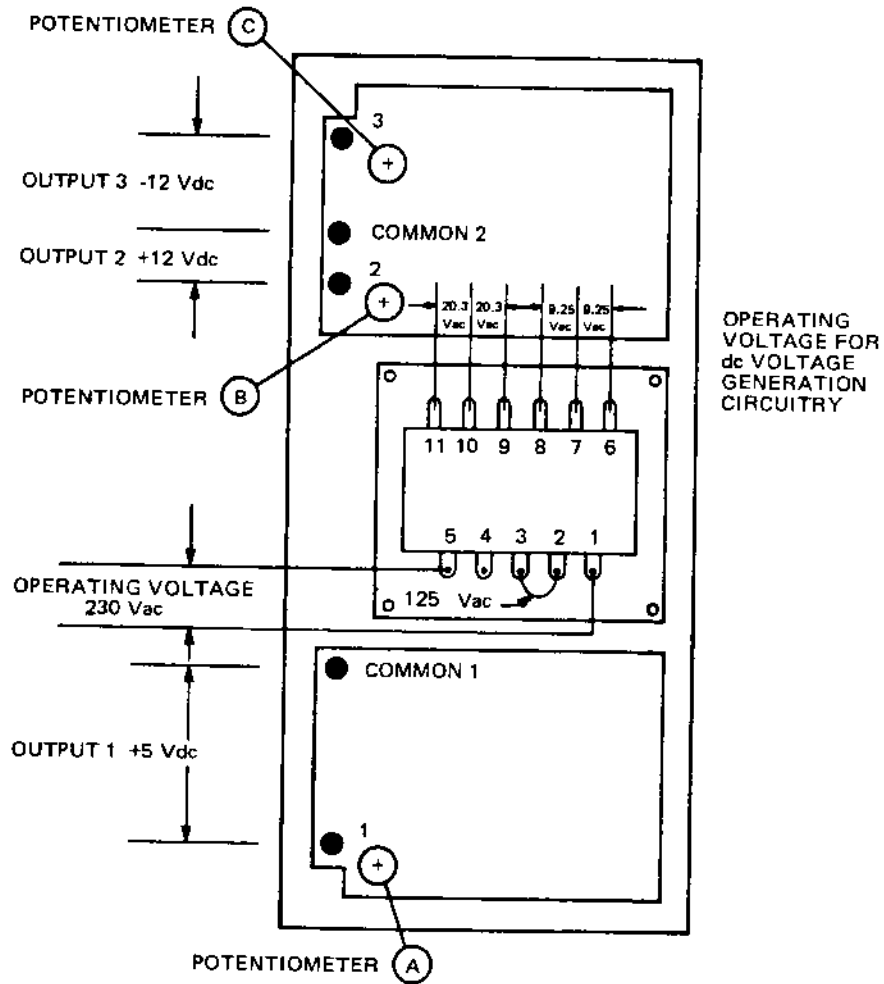 POTENTIOMETER C
3
OUTPUT 3 -12 Vdc
COMMON 2
OUTPUT 2 +12 Vdc
2
20.3 20.3 9.25 9.25
Vac Vac Vac Vac
OPERATING
VOLTAGE FOR
dc VOLTAGE
GENERATION
CIRCUITRY
POTENTIOMETER B
11 10 9 8 7 6
5 4 3 2 1
OPERATING VOLTAGE
230 Vac
125 Vac
COMMON 1
OUTPUT 1 +5 Vdc
1
POTENTIOMETER A